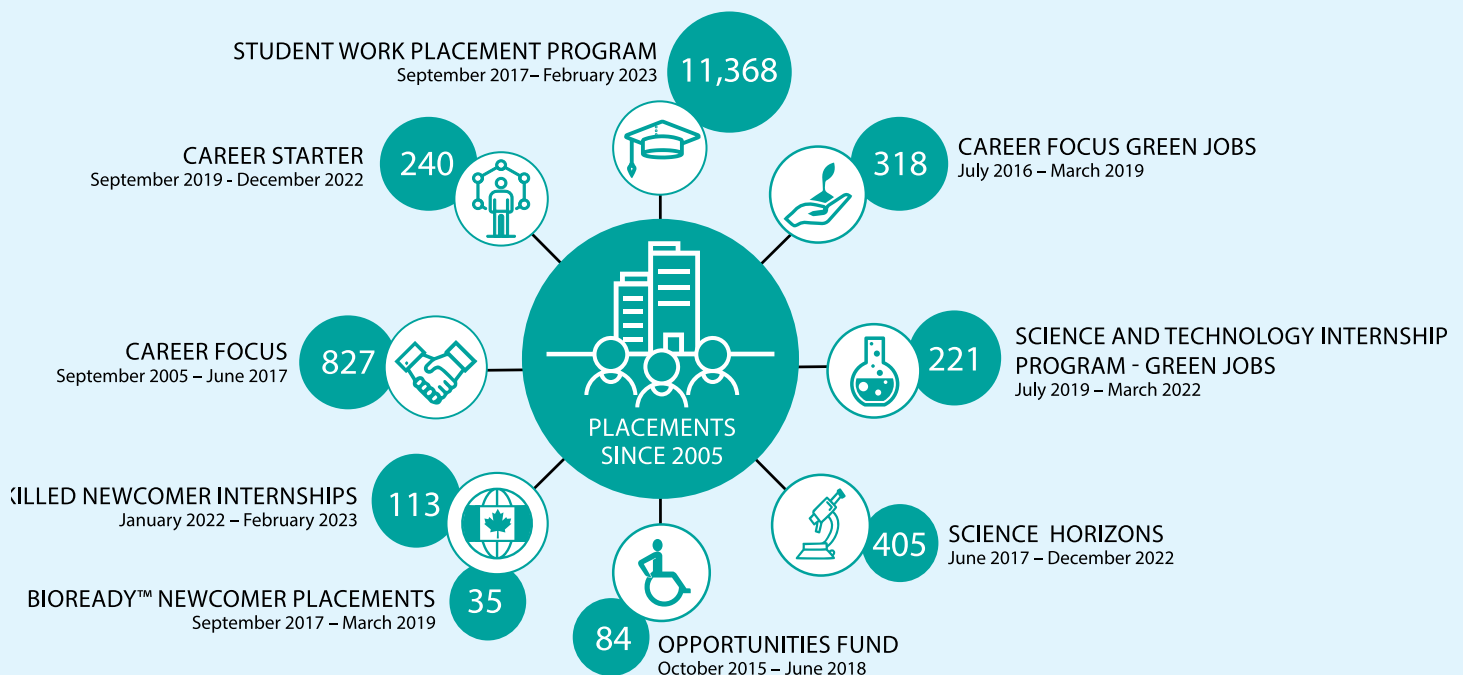 STUDENT WORK PLACEMENT PROGRAM
September 2017– February 2023
11,368
CAREER STARTER
September 2019 - December 2022
240
318
CAREER FOCUS GREEN JOBS
July 2016 – March 2019
CAREER FOCUS
September 2005 – June 2017
827
PLACEMENTS
SINCE 2005
221
SCIENCE AND TECHNOLOGY INTERNSHIP
PROGRAM - GREEN JOBS
July 2019 – March 2022
KILLED NEWCOMER INTERNSHIPS
January 2022 – February 2023
113
405
SCIENCE HORIZONS
June 2017 – December 2022
BIOREADY™ NEWCOMER PLACEMENTS
September 2017 – March 2019
35
84
OPPORTUNITIES FUND
October 2015 – June 2018